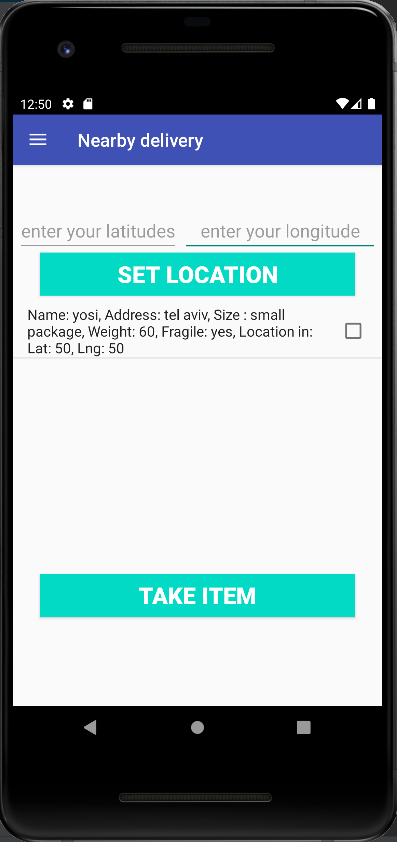 12:50
Nearby delivery
enter your latitudes enter your longitude
SET LOCATION
Name: yosi, Address: tel aviv, Size : small
package, Weight: 60, Fragile: yes, Location in:
Lat: 50, Lng: 50
TAKE ITEM